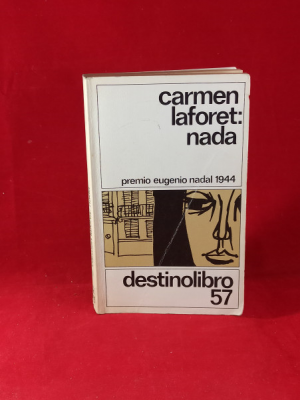 carmen
laforet:
nada
premio eugenio nadal 1944
destinolibro
57